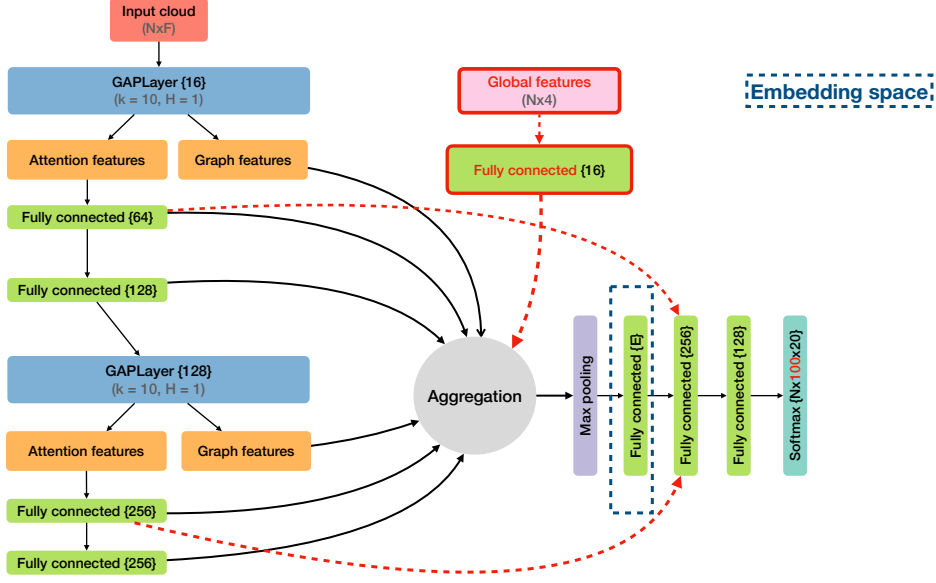 Input cloud
(NxF)
GAPLayer {16}
(k = 10, H = 1)
Attention features
Graph features
Fully connected {64}
Fully connected {128}
GAPLayer {128}
(k = 10, H = 1)
Attention features
Graph features
Fully connected {256}
Fully connected {256}
Global features
(Nx4)
Fully connected {16}
Aggregation
Embedding space
Max pooling
Fully connected {E}
Fully connected {256}
Fully connected {128}
Softmax {Nx100x20}